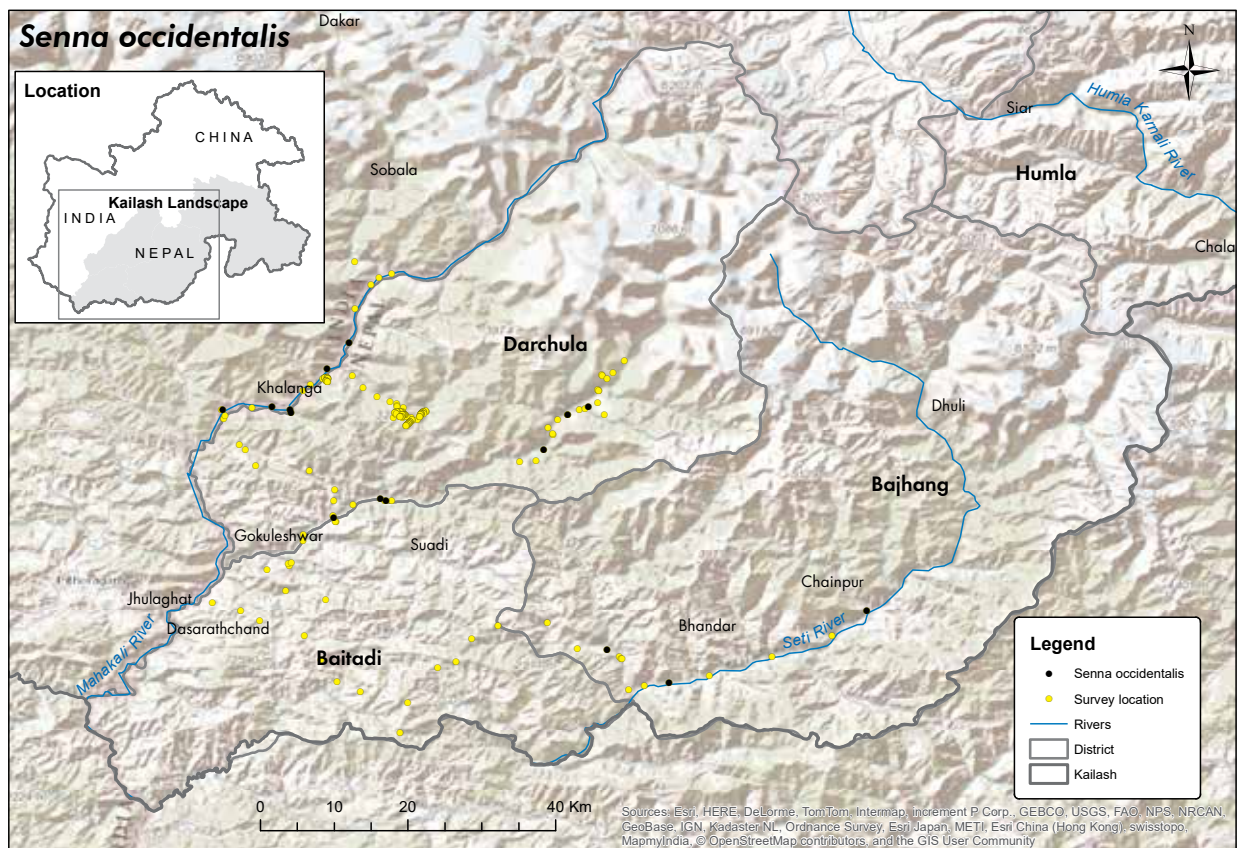 Senna occidentalis
Dakar
N
Location
CHINA
INDIA
Kailash Landscape
NEPAL
Siar
Humla Karnali River
Humla
Sobala
Chala
Darchula
Khalanga
Dhuli
Bajhang
Gokuleshwar
Suadi
Chainpur
Jhulaghat
Dasarathchand
Bhandar
Seti River
Baitadi
Mahakali River
Legend
Senna occidentalis
Survey location
Rivers
District
Kailash
0 10 20 40 Km
Sources: Esri, HERE, DeLorme, TomTom, Intermap, increment P Corp., GEBCO, USGS, FAO, NPS, NRCAN,
GeoBase, IGN, Kadaster NL, Ordnance Survey, Esri Japan, METI, Esri China (Hong Kong), swisstopo,
MapmyIndia, © OpenStreetMap contributors, and the GIS User Community